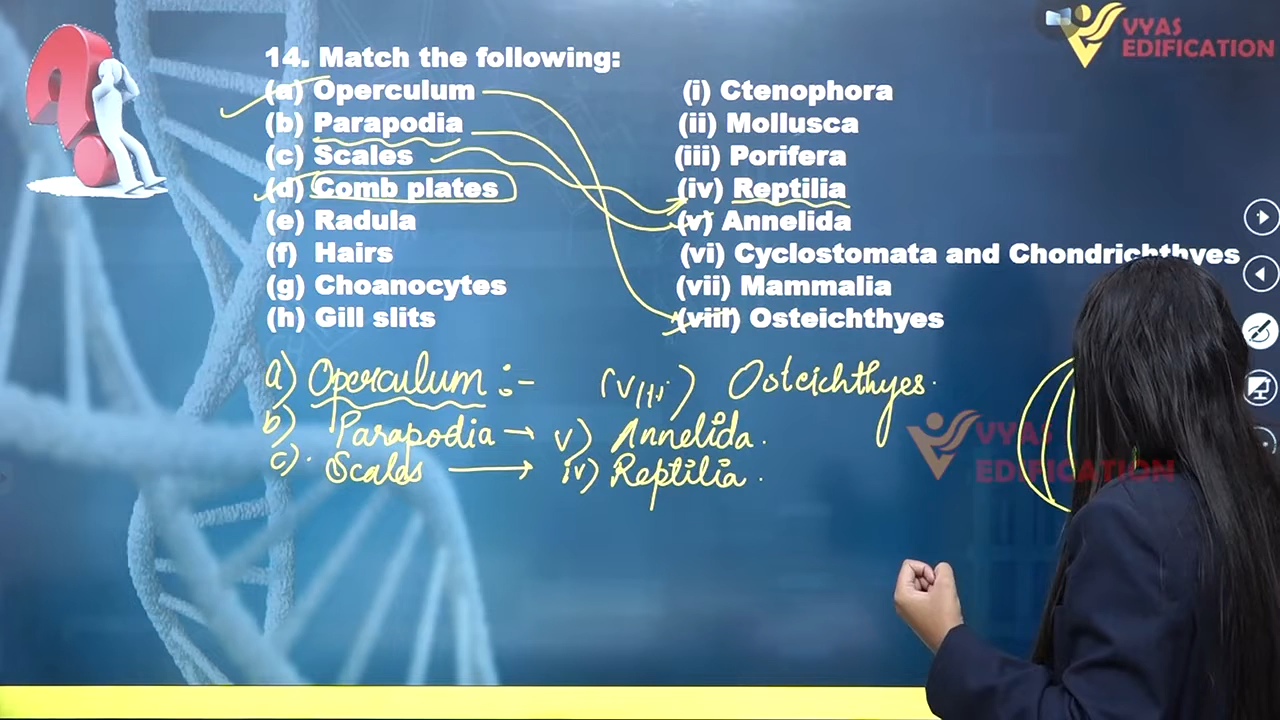 VYAS
EDIFICATION
14. Match the following:
(a) Operculum (i) Ctenophora
(b) Parapodia (ii) Mollusca
(c) Scales (iii) Porifera
(d) Comb plates (iv) Reptilia
(e) Radula (v) Annelida
(f) Hairs (vi) Cyclostomata and Chondrichthyes
(g) Choanocytes (vii) Mammalia
(h) Gill slits (viii) Osteichthyes
a) Operculum :- (viii) Osteichthyes.
b) Parapodia → v) Annelida.
c). Scales → iv) Reptilia.
VYAS
EDIFICATION